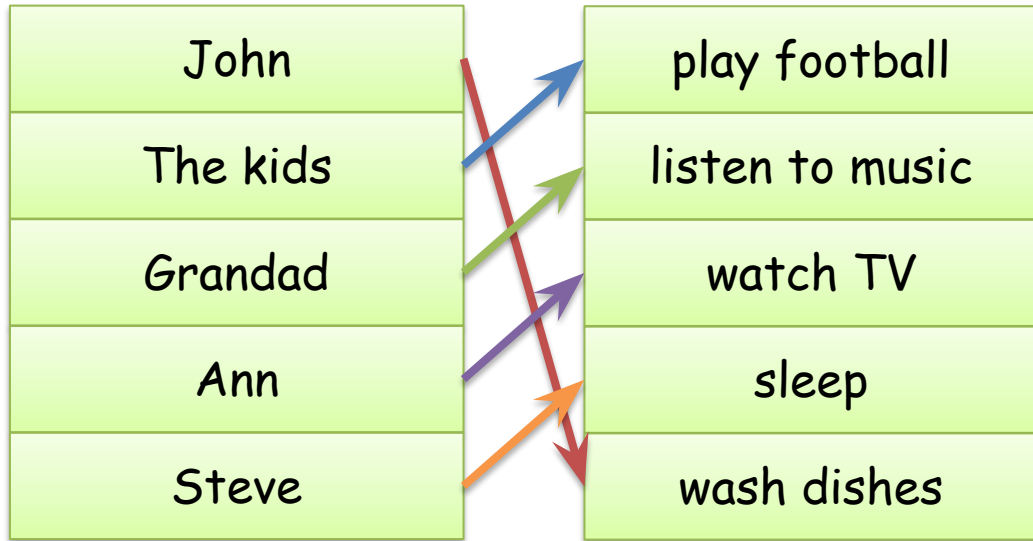 John
play football
The kids
listen to music
Grandad
watch TV
Ann
sleep
Steve
wash dishes